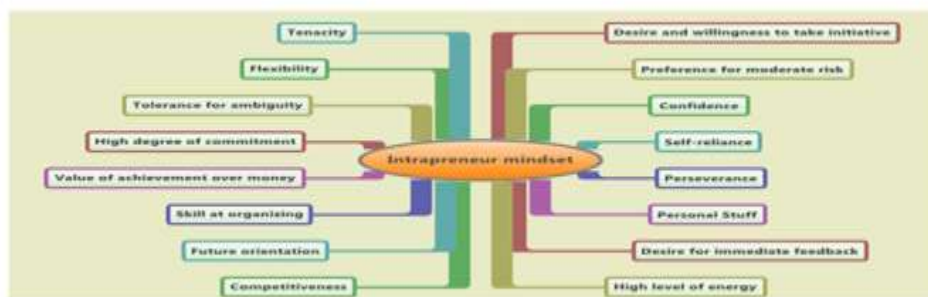 Tenacity
Flexibility
Tolerance for ambiguity
High degree of commitment
Value of achievement over money
Skill at organizing
Future orientation
Competitiveness
Intrapreneur mindset
Desire and willingness to take initiative
Preference for moderate risk
Confidence
Self-reliance
Perseverance
Personal Stuff
Desire for immediate feedback
High level of energy